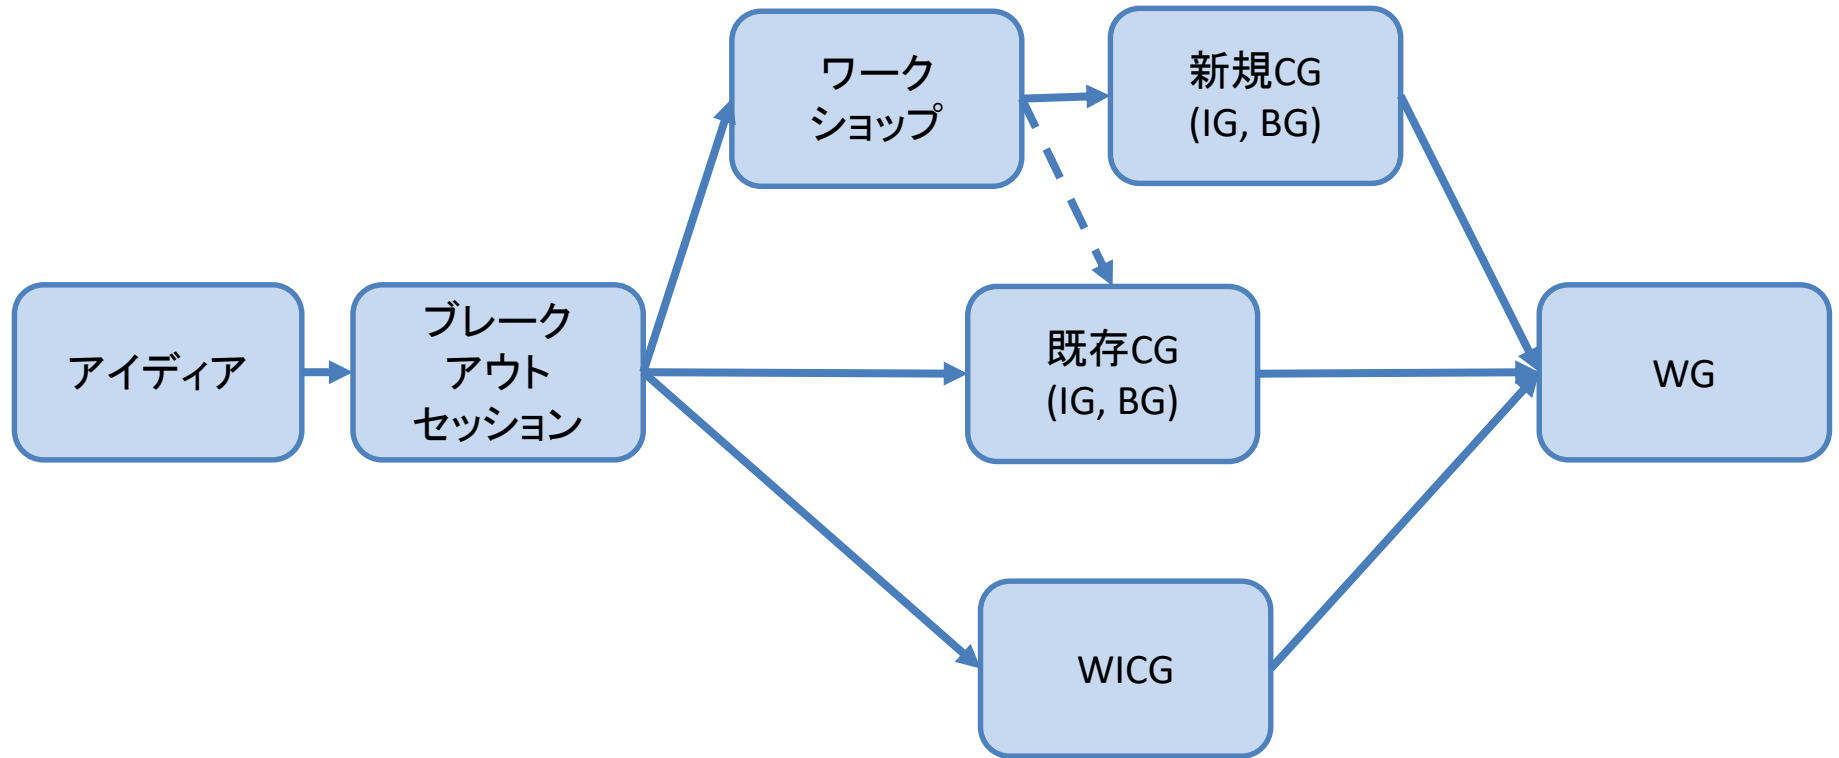 アイディア
ブレーク
アウト
セッション
ワーク
ショップ
新規CG
(IG, BG)
既存CG
(IG, BG)
WICG
WG